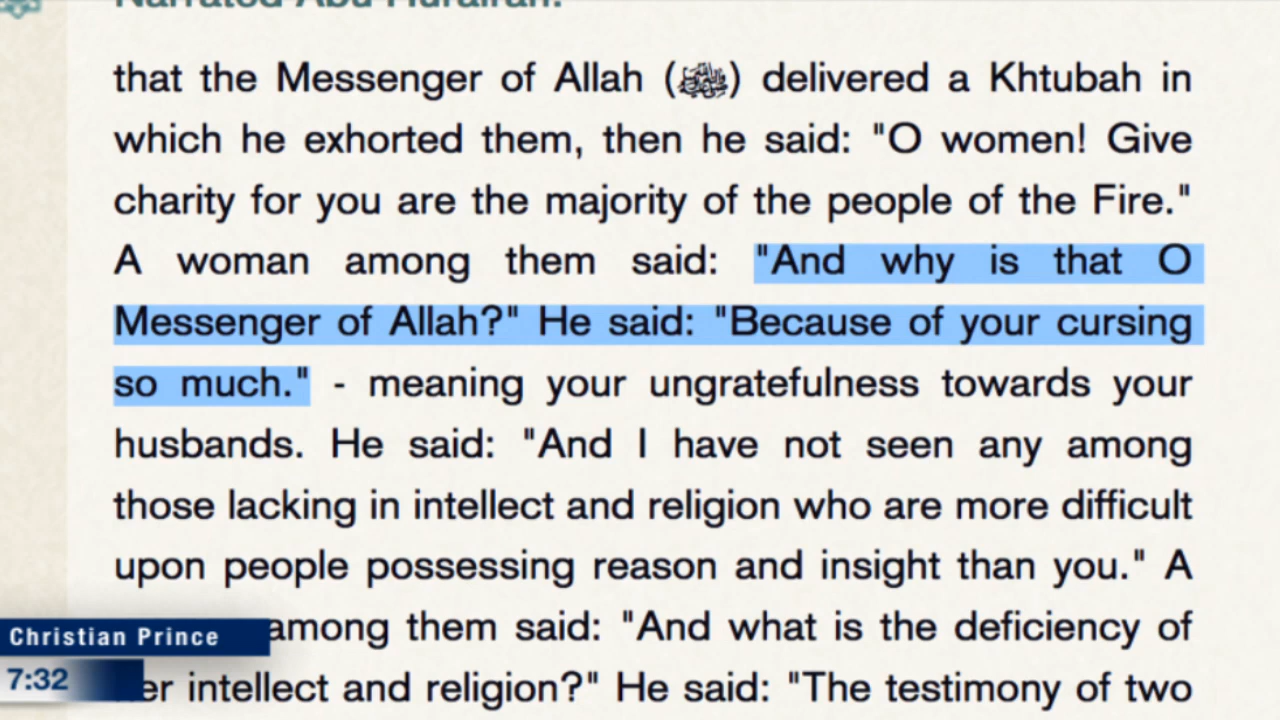 Narrated Abu Hurairah:
that the Messenger of Allah (ﷺ) delivered a Khtubah in
which he exhorted them, then he said: "O women! Give
charity for you are the majority of the people of the Fire."
A woman among them said: "And why is that O
Messenger of Allah?" He said: "Because of your cursing
so much." - meaning your ungratefulness towards your
husbands. He said: "And I have not seen any among
those lacking in intellect and religion who are more difficult
upon people possessing reason and insight than you." A
among them said: "And what is the deficiency of
er intellect and religion?" He said: "The testimony of two
Christian Prince
7:32